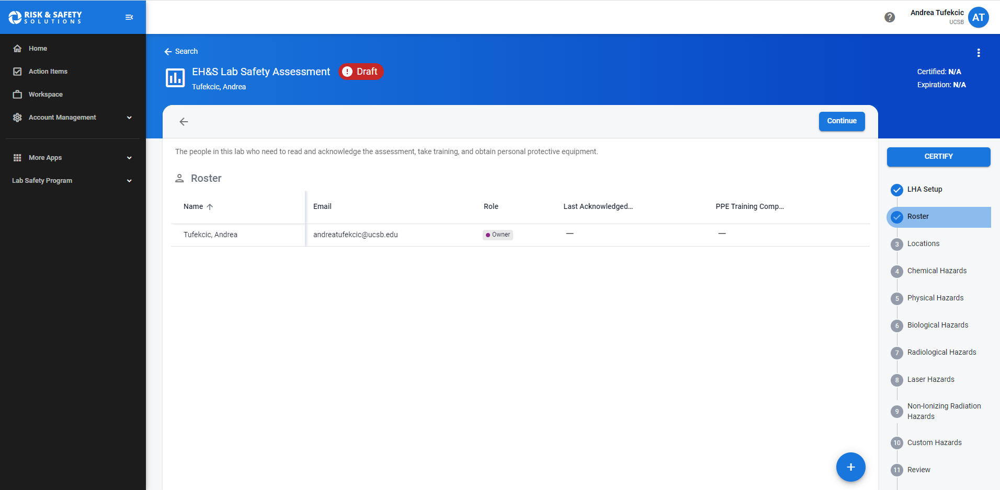 RISK & SAFETY
SOLUTIONS
Home
Action Items
Workspace
Account Management
More Apps
Lab Safety Program
?
Andrea Tufekcic
UCSB
AT
Search
EH&S Lab Safety Assessment
! Draft
Tufekcic, Andrea
Certified: N/A
Expiration: N/A
Continue
The people in this lab who need to read and acknowledge the assessment, take training, and obtain personal protective equipment.
Roster
Name Email Role Last Acknowledged... PPE Training Comp...
Tufekcic, Andrea andreatufekcic@ucsb.edu Owner — —
+
CERTIFY
LHA Setup
Roster
3 Locations
4 Chemical Hazards
5 Physical Hazards
6 Biological Hazards
7 Radiological Hazards
8 Laser Hazards
9 Non-Ionizing Radiation
Hazards
10 Custom Hazards
11 Review